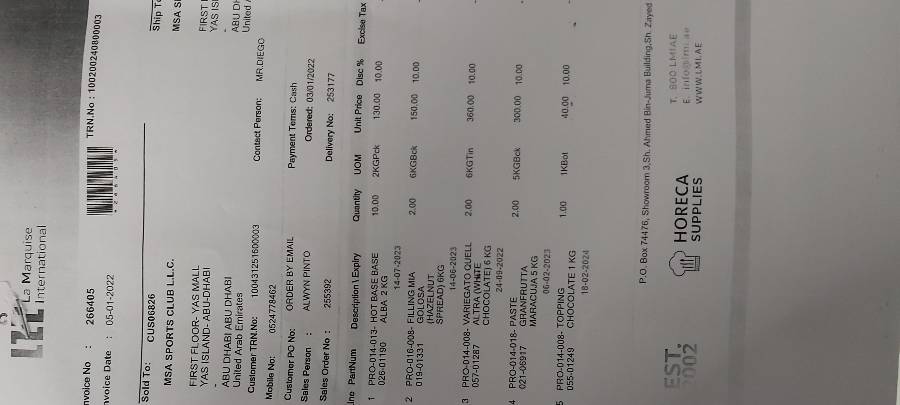 La Marquise
International
nvoice No : 266405 TRN.No : 100200240800003
nvoice Date : 05-01-2022
*266405*
Sold To: CUS06826 Ship To
MSA SPORTS CLUB L.L.C. MSA S
FIRST FLOOR- YAS MALL FIRST
YAS ISLAND- ABU-DHABI YAS IS
- -
ABU DHABI ABU DHABI ABU D
United Arab Emirates United A
Customer TRN.No: 100431251600003
Mobile No: 0524778462 Contact Person: MR.DIEGO
Customer PO No: ORDER BY EMAIL Payment Tems: Cash
Sales Person : ALWYN PINTO Ordered: 03/01/2022
Sales Order No : 255392 Delivery No: 253177
ine PartNum Description \ Expiry Quantity UOM Unit Price Disc % Excise Tax
1 PRO-014-013- HOT BASE BASE 10.00 2KGPck 130.00 10.00
026-01190 ALBA 2 KG
14-07-2023
2 PRO-016-008- FILLING MIA 2.00 6KGBck 150.00 10.00
019-01331 GOLOSA
(HAZELNUT
SPREAD) 6KG
14-06-2023
3 PRO-014-008- VARIEGATO QUELL 2.00 6KGTin 360.00 10.00
057-01287 ALTRA (WHITE
CHOCOLATE) 6 KG
24-09-2022
4 PRO-014-018- PASTE 2.00 5KGBck 300.00 10.00
021-06917 GRANFRUTTA
MARACUJA 5 KG
06-02-2023
5 PRO-014-008- TOPPING 1.00 1KBot 40.00 10.00
055-01249 CHOCOLATE 1 KG
18-02-2024
P.O. Box 74476, Showroom 3,Sh. Ahmed Bin-Juma Building,Sh. Zayed
EST.
2002
HORECA
SUPPLIES
T. 800 LMIAE
E. info@lmi.ae
WWW.LMI.AE